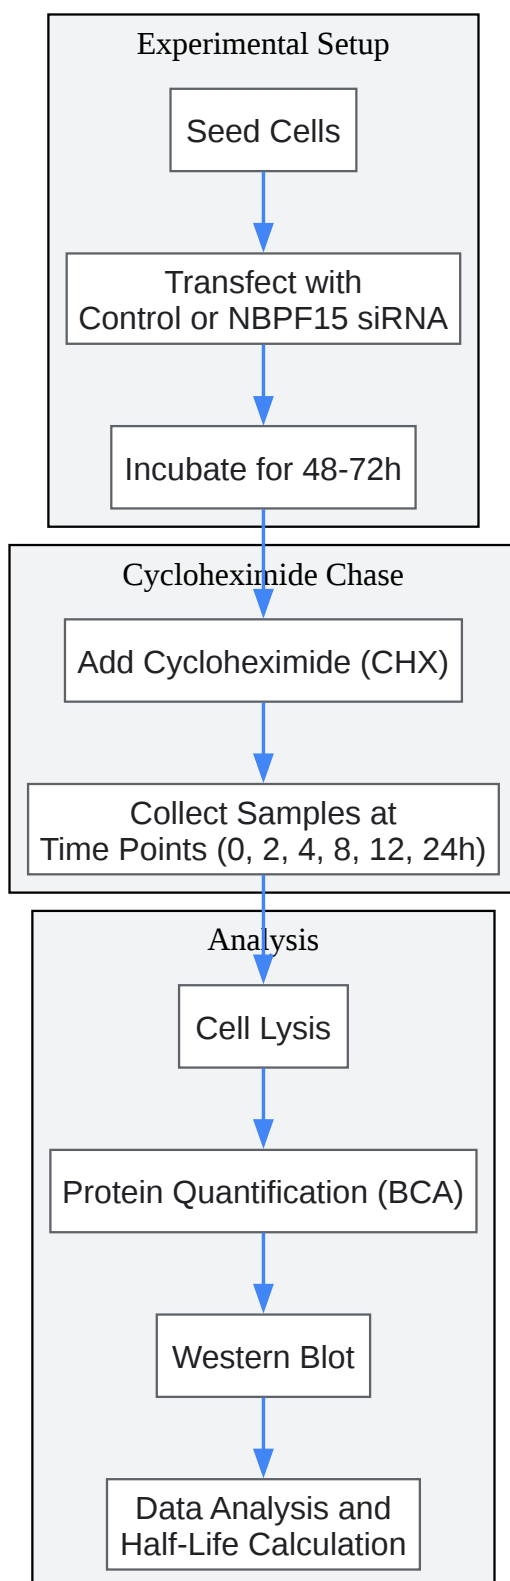 Experimental Setup
Seed Cells
Transfect with
Control or NBPF15 siRNA
Incubate for 48-72h
Cycloheximide Chase
Add Cycloheximide (CHX)
Collect Samples at
Time Points (0, 2, 4, 8, 12, 24h)
Analysis
Cell Lysis
Protein Quantification (BCA)
Western Blot
Data Analysis and
Half-Life Calculation